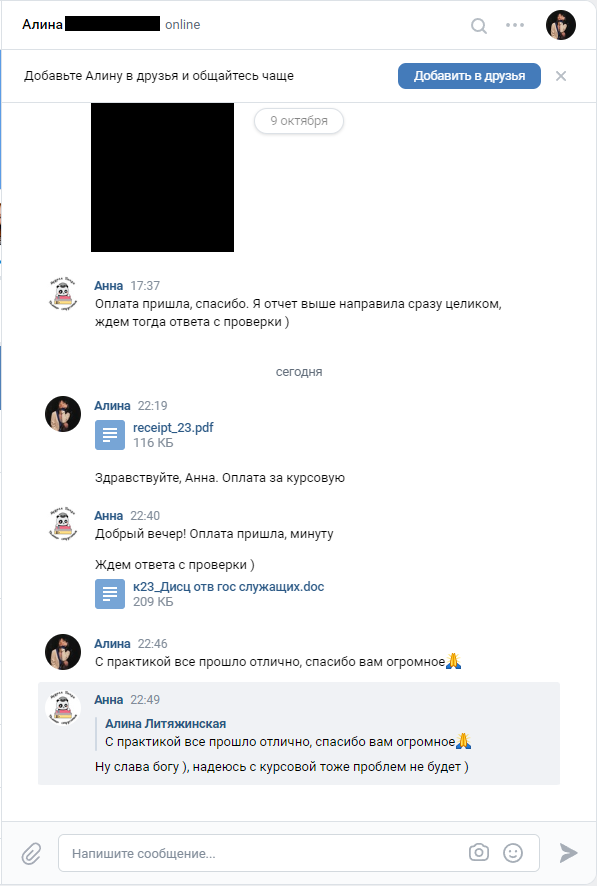 Алина
online
Добавьте Алину в друзья и общайтесь чаще
Добавить в друзья
9 октября
Анна 17:37
Оплата пришла, спасибо. Я отчет выше направила сразу целиком,
ждем тогда ответа с проверки )
сегодня
Алина 22:19
receipt_23.pdf
116 КБ
Здравствуйте, Анна. Оплата за курсовую
Анна 22:40
Добрый вечер! Оплата пришла, минуту
Ждем ответа с проверки )
к23_Дисц отв гос служащих.doc
209 КБ
Алина 22:46
С практикой все прошло отлично, спасибо вам огромное🙏
Анна 22:49
Алина Литяжинская
С практикой все прошло отлично, спасибо вам огромное🙏
Ну слава богу ), надеюсь с курсовой тоже проблем не будет )
Напишите сообщение...